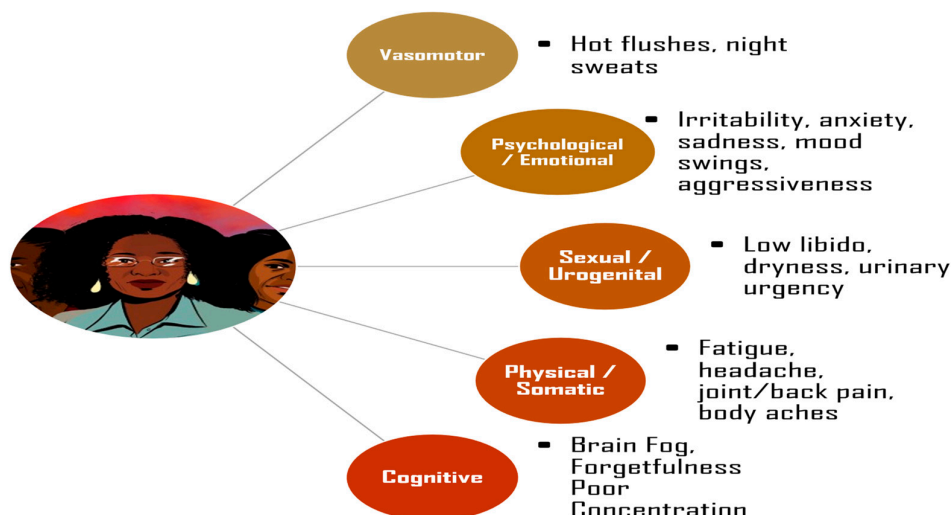 Vasomotor
- Hot flushes, night
sweats
Psychological
/ Emotional
- Irritability, anxiety,
sadness, mood
swings,
aggressiveness
Sexual /
Urogenital
- Low libido,
dryness, urinary
urgency
Physical /
Somatic
- Fatigue,
headache,
joint/back pain,
body aches
Cognitive
- Brain Fog,
Forgetfulness
Poor
Concentration